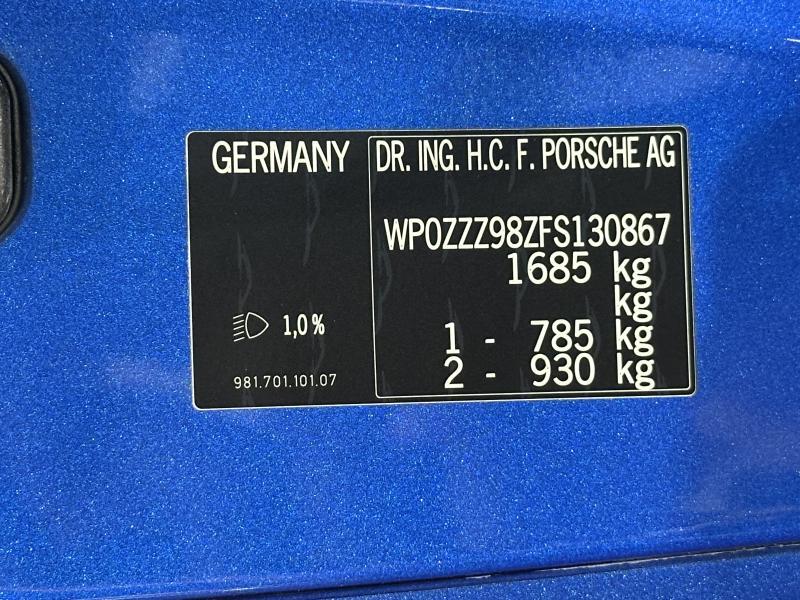 GERMANY
DR. ING. H.C. F. PORSCHE AG
WP0ZZZ98ZFS130867
1685 kg
kg
1 - 785 kg
2 - 930 kg
1,0 %
981.701.101.07